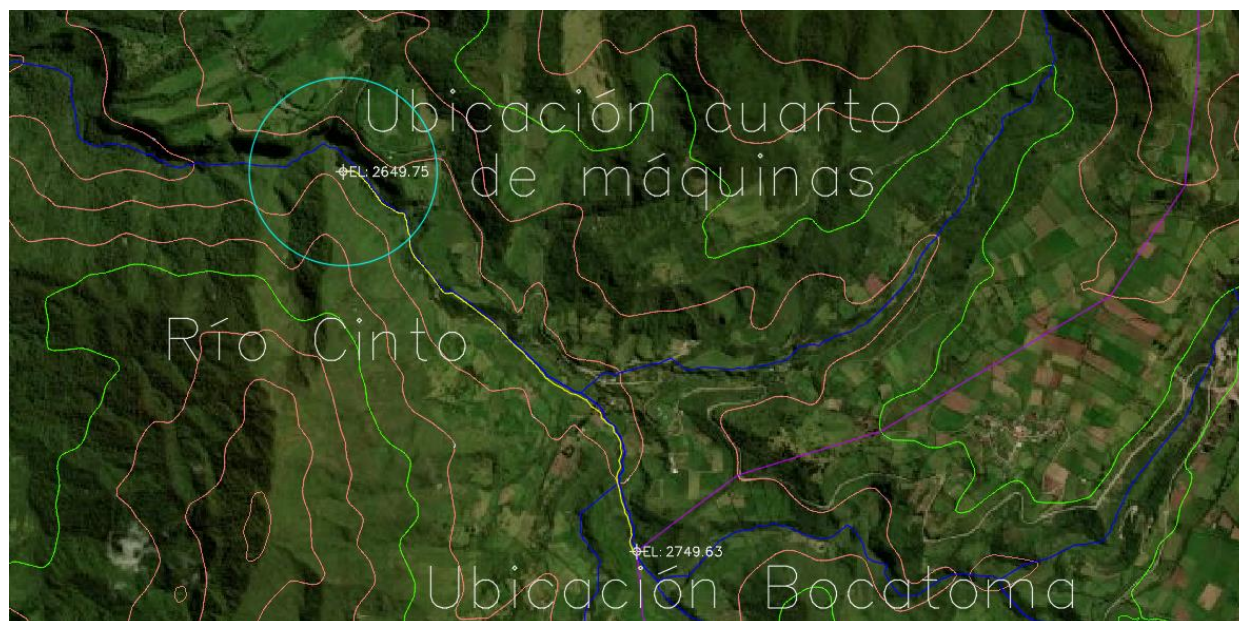 Ubicación cuarto
de máquinas
EL: 2649.75
Río Cinto
EL: 2749.63
Ubicación Bocatoma